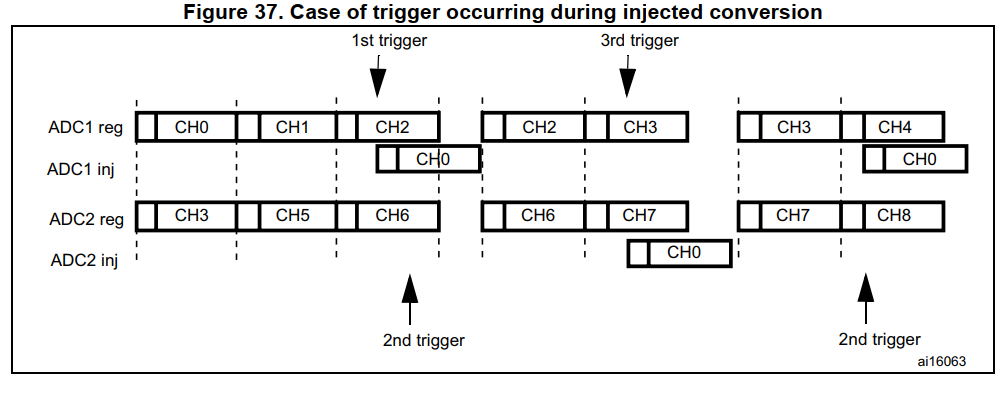 Figure 37. Case of trigger occurring during injected conversion
1st trigger 3rd trigger
ADC1 reg CH0 CH1 CH2 CH2 CH3 CH3 CH4
ADC1 inj CH0 CH0
ADC2 reg CH3 CH5 CH6 CH6 CH7 CH7 CH8
ADC2 inj CH0
2nd trigger 2nd trigger
ai16063